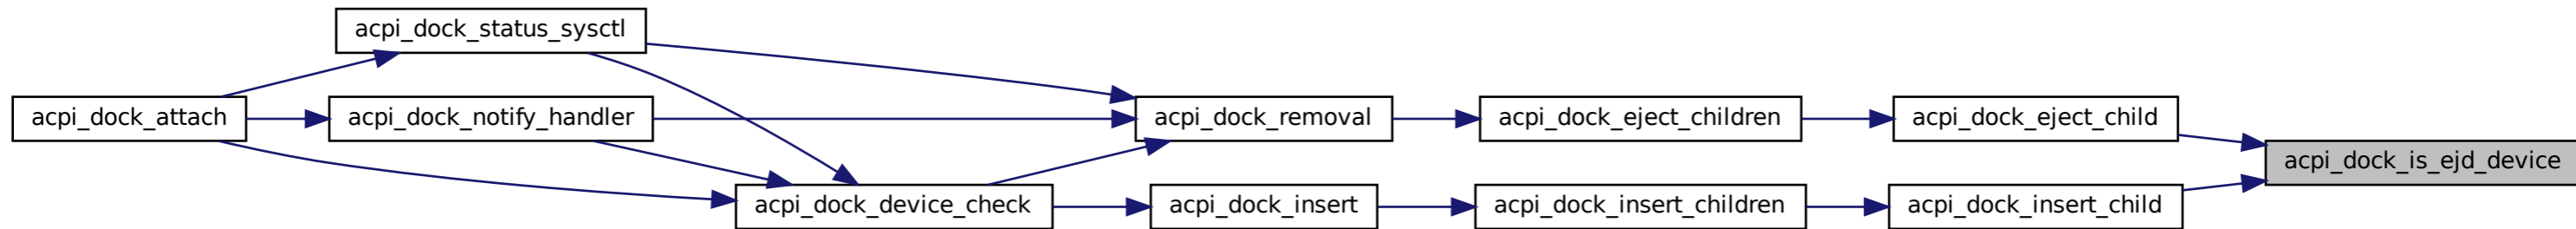 acpi_dock_status_sysctl
acpi_dock_attach
acpi_dock_notify_handler
acpi_dock_removal
acpi_dock_eject_children
acpi_dock_eject_child
acpi_dock_is_ejd_device
acpi_dock_device_check
acpi_dock_insert
acpi_dock_insert_children
acpi_dock_insert_child